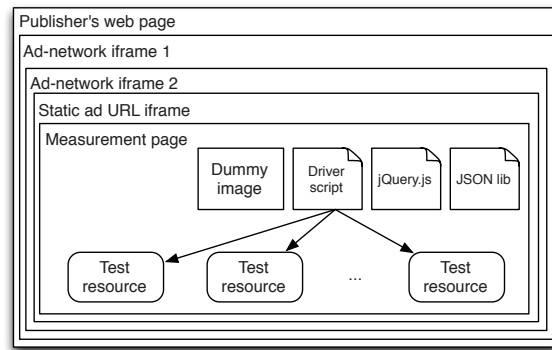 Publisher's web page
Ad-network iframe 1
Ad-network iframe 2
Static ad URL iframe
Measurement page
Dummy
image
Driver
script
jQuery.js
JSON lib
Test
resource
Test
resource
...
Test
resource